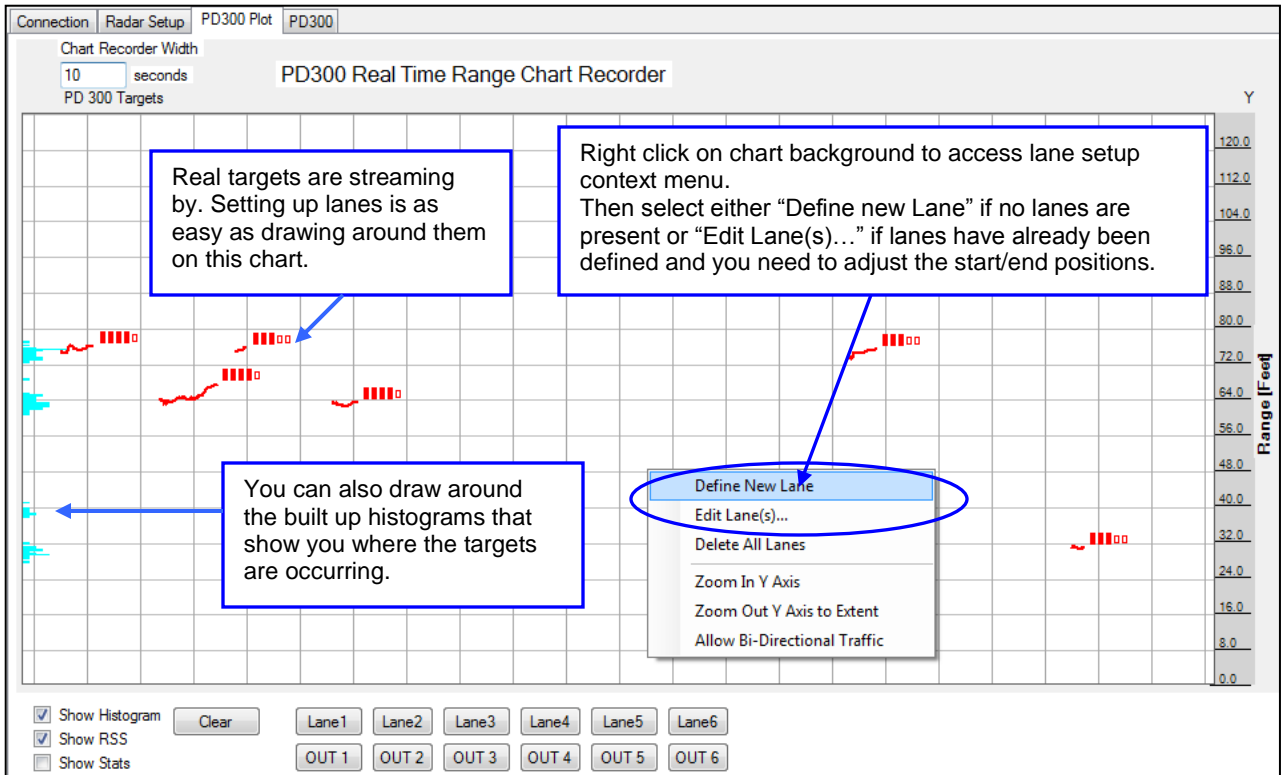 Connection Radar Setup PD300 Plot PD300
Chart Recorder Width
10 seconds
PD300 Real Time Range Chart Recorder
PD 300 Targets
Y
Real targets are streaming
by. Setting up lanes is as
easy as drawing around them
on this chart.
Right click on chart background to access lane setup
context menu.
Then select either “Define new Lane” if no lanes are
present or “Edit Lane(s)…” if lanes have already been
defined and you need to adjust the start/end positions.
120.0
112.0
104.0
96.0
88.0
80.0
72.0
64.0
56.0
48.0
40.0
32.0
24.0
16.0
8.0
0.0
Range [Feet]
You can also draw around
the built up histograms that
show you where the targets
are occurring.
Define New Lane
Edit Lane(s)...
Delete All Lanes
Zoom In Y Axis
Zoom Out Y Axis to Extent
Allow Bi-Directional Traffic
Show Histogram
Show RSS
Show Stats
Clear
Lane1 Lane2 Lane3 Lane4 Lane5 Lane6
OUT 1 OUT 2 OUT 3 OUT 4 OUT 5 OUT 6